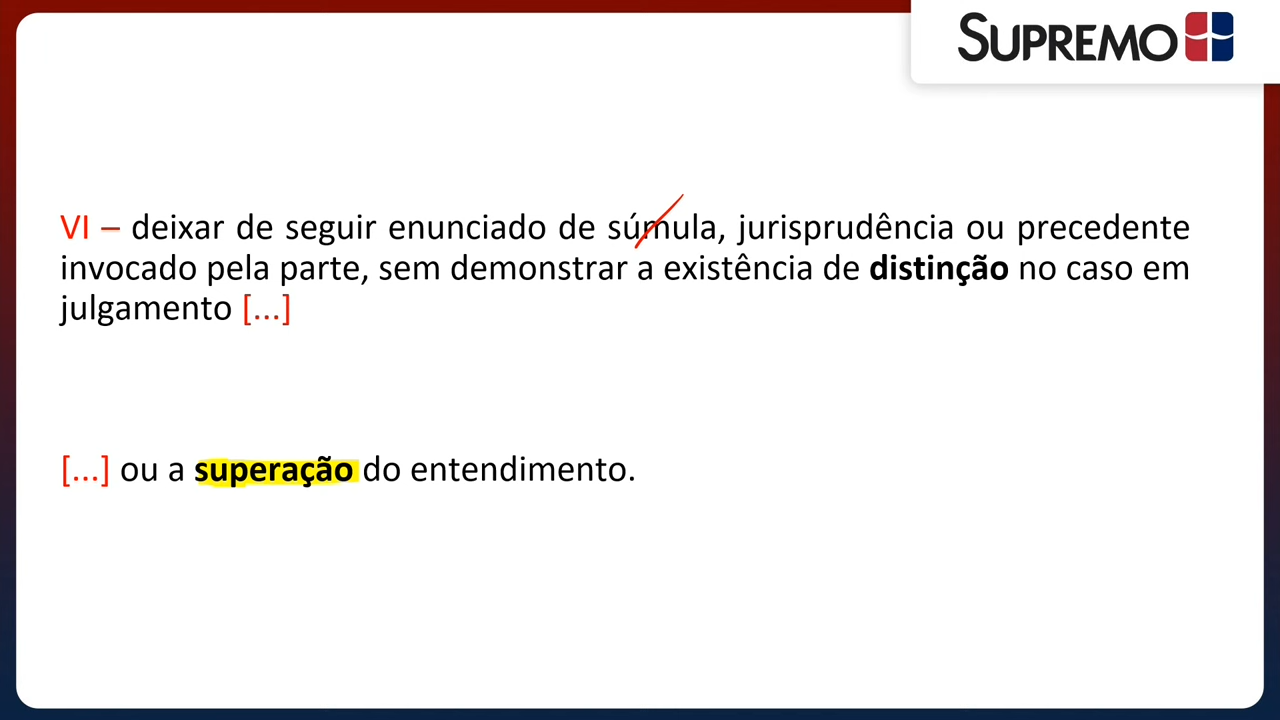 SUPREMO
VI – deixar de seguir enunciado de súmula, jurisprudência ou precedente
invocado pela parte, sem demonstrar a existência de distinção no caso em
julgamento [...]
[...] ou a superação do entendimento.